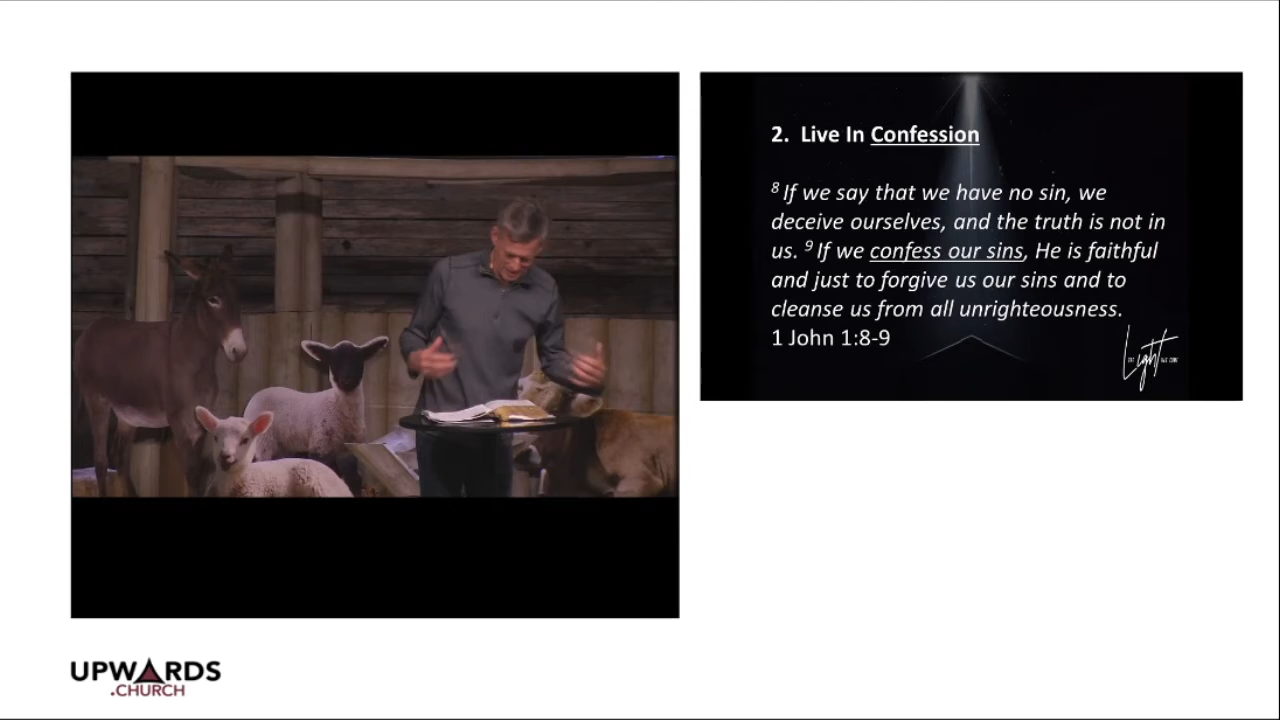 2. Live In Confession
8 If we say that we have no sin, we
deceive ourselves, and the truth is not in
us. 9 If we confess our sins, He is faithful
and just to forgive us our sins and to
cleanse us from all unrighteousness.
1 John 1:8-9
Light
UPWARDS
.CHURCH